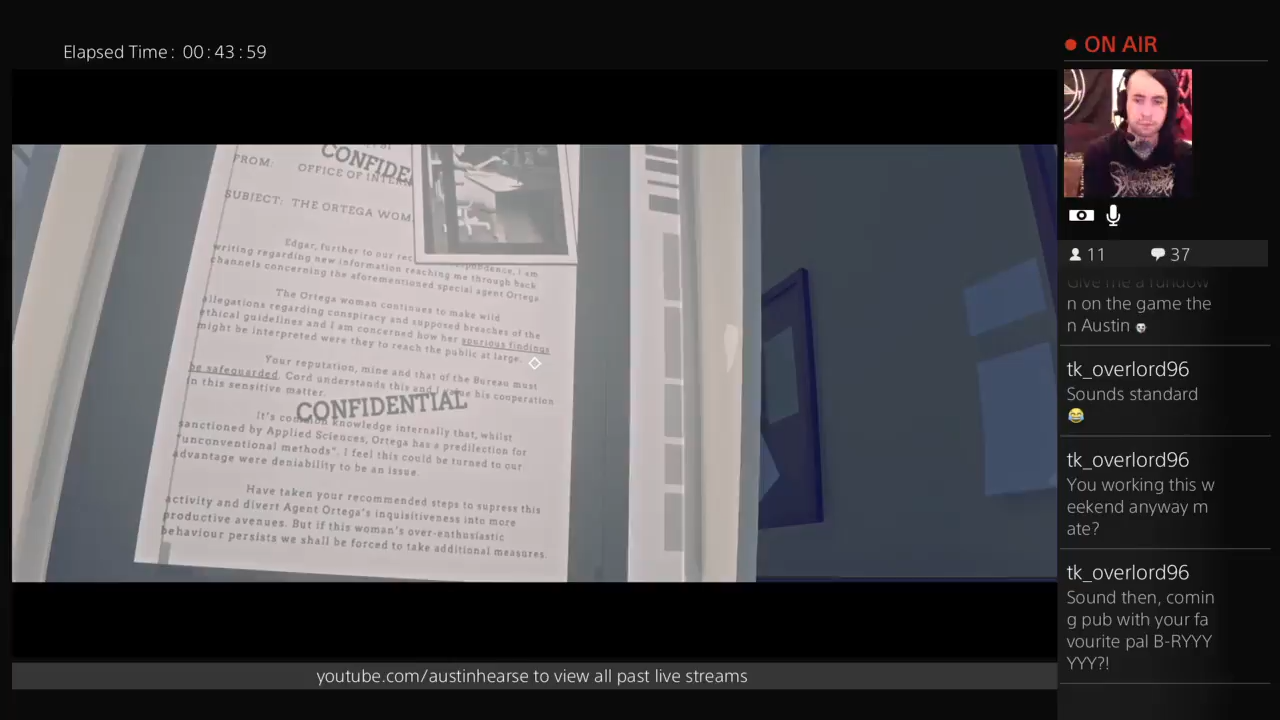 Elapsed Time: 00:43:59
ON AIR
CONFIDE
FROM:
OFFICE OF INTERN
SUBJECT: THE ORTEGA WOM
Edgar, further to our rec pondence, I am
writing regarding new information reaching me through back
channels concerning the aforementioned special agent Ortega
The Ortega woman continues to make wild
allegations regarding conspiracy and supposed breaches of the
ethical guidelines and I am concerned how her spurious findings
might be interpreted were they to reach the public at large.
Your reputation, mine and that of the Bureau must
be safeguarded. Cord understands this and I value his cooperation
in this sensitive matter.
CONFIDENTIAL
It's common knowledge internally that, whilst
sanctioned by Applied Sciences, Ortega has a predilection for
"unconventional methods". I feel this could be turned to our
advantage were deniability to be an issue.
Have taken your recommended steps to supress this
activity and divert Agent Ortega's inquisitiveness into more
productive avenues. But if this woman's over-enthusiastic
behaviour persists we shall be forced to take additional measures.
youtube.com/austinhearse to view all past live streams
11
37
Give me a rundow
n on the game the
n Austin
tk_overlord96
Sounds standard
😂
tk_overlord96
You working this w
eekend anyway m
ate?
tk_overlord96
Sound then, comin
g pub with your fa
vourite pal B-RYYY
YYY?!